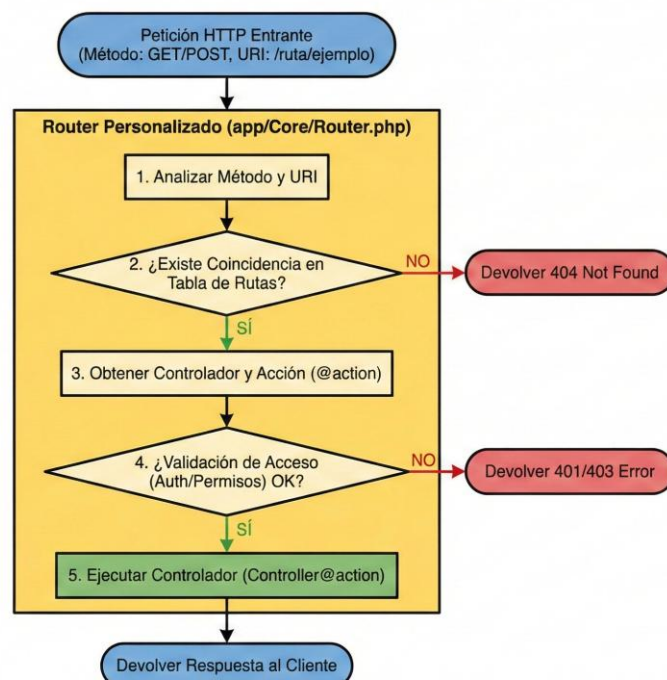 Petición HTTP Entrante
(Método: GET/POST, URI: /ruta/ejemplo)
Router Personalizado (app/Core/Router.php)
1. Analizar Método y URI
2. ¿Existe Coincidencia en
Tabla de Rutas?
NO
Devolver 404 Not Found
SÍ
3. Obtener Controlador y Acción (@action)
4. ¿Validación de Acceso
(Auth/Permisos) OK?
NO
Devolver 401/403 Error
SÍ
5. Ejecutar Controlador (Controller@action)
Devolver Respuesta al Cliente